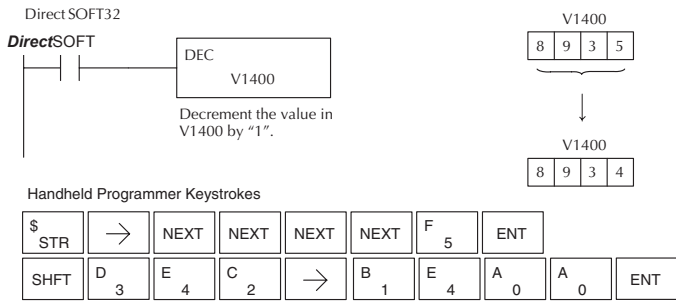 Direct SOFT32
DirectSOFT
DEC
V1400
Decrement the value in
V1400 by “1”.
V1400
8 9 3 5
V1400
8 9 3 4
Handheld Programmer Keystrokes
$ STR → NEXT NEXT NEXT NEXT F 5 ENT
SHFT D 3 E 4 C 2 → B 1 E 4 A 0 A 0 ENT